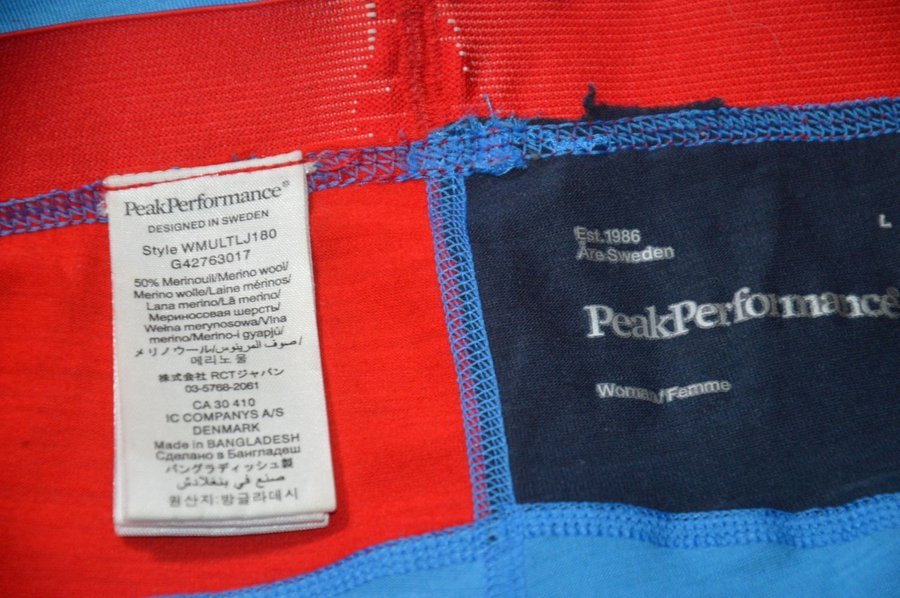 PeakPerformance®
DESIGNED IN SWEDEN
Style WMULTLJ180
G42763017
50% Merinoull/Merino wool/
Merino wolle/Laine mérinos/
Lana merino/Lã merino/
Мериносовая шерсть/
Wełna merynosowa/Vlna
merino/Merino-i gyapjú/
メリノウール/صوف المرينوس/
메리노 울
株式会社 RCTジャパン
03-5768-2061
CA 30 410
IC COMPANYS A/S
DENMARK
Made in BANGLADESH
Сделано в Бангладеш
バングラディッシュ製
صنع في بنغلادش
원산지: 방글라데시
L
Est.1986
Åre Sweden
PeakPerformance®
Woman/Femme